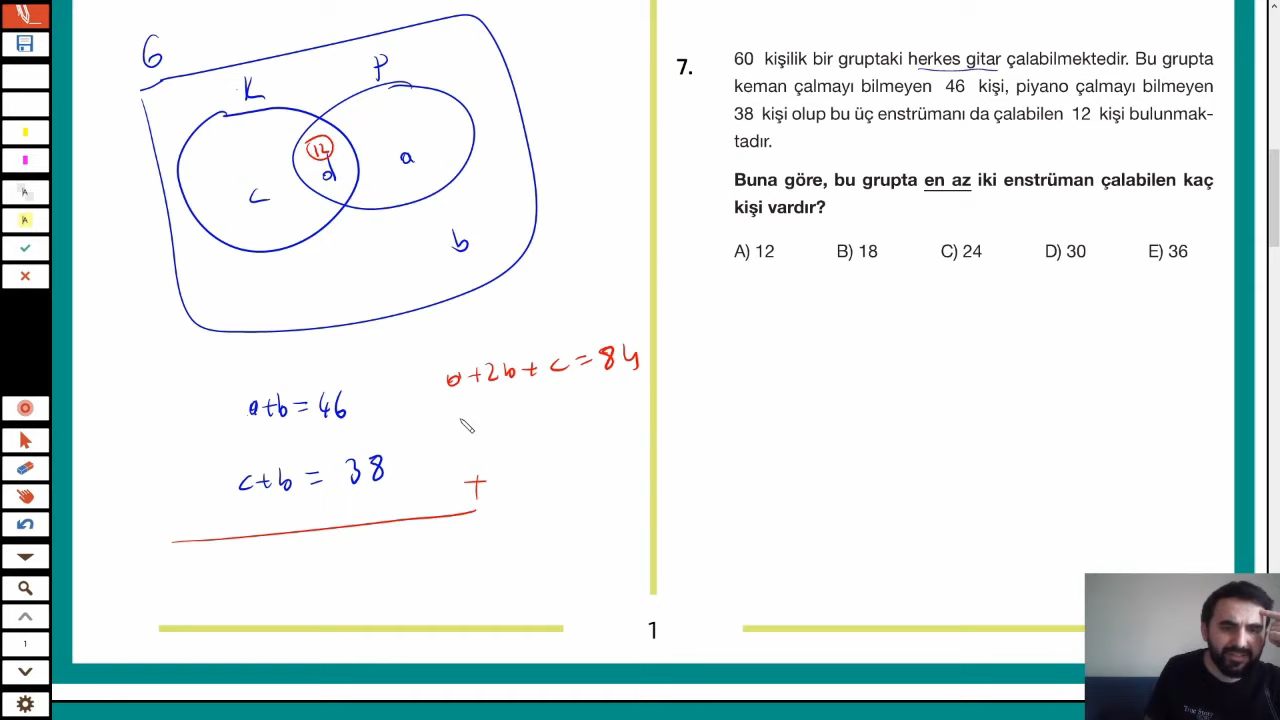 6
K
P
12
d
a
c
b
a+b=46
c+b = 38
a+2b+c=84
+
7.
60 kişilik bir gruptaki herkes gitar çalabilmektedir. Bu grupta
keman çalmayı bilmeyen 46 kişi, piyano çalmayı bilmeyen
38 kişi olup bu üç enstrümanı da çalabilen 12 kişi bulunmak-
tadır.
Buna göre, bu grupta en az iki enstrüman çalabilen kaç
kişi vardır?
A) 12 B) 18 C) 24 D) 30 E) 36
1
A
A
1